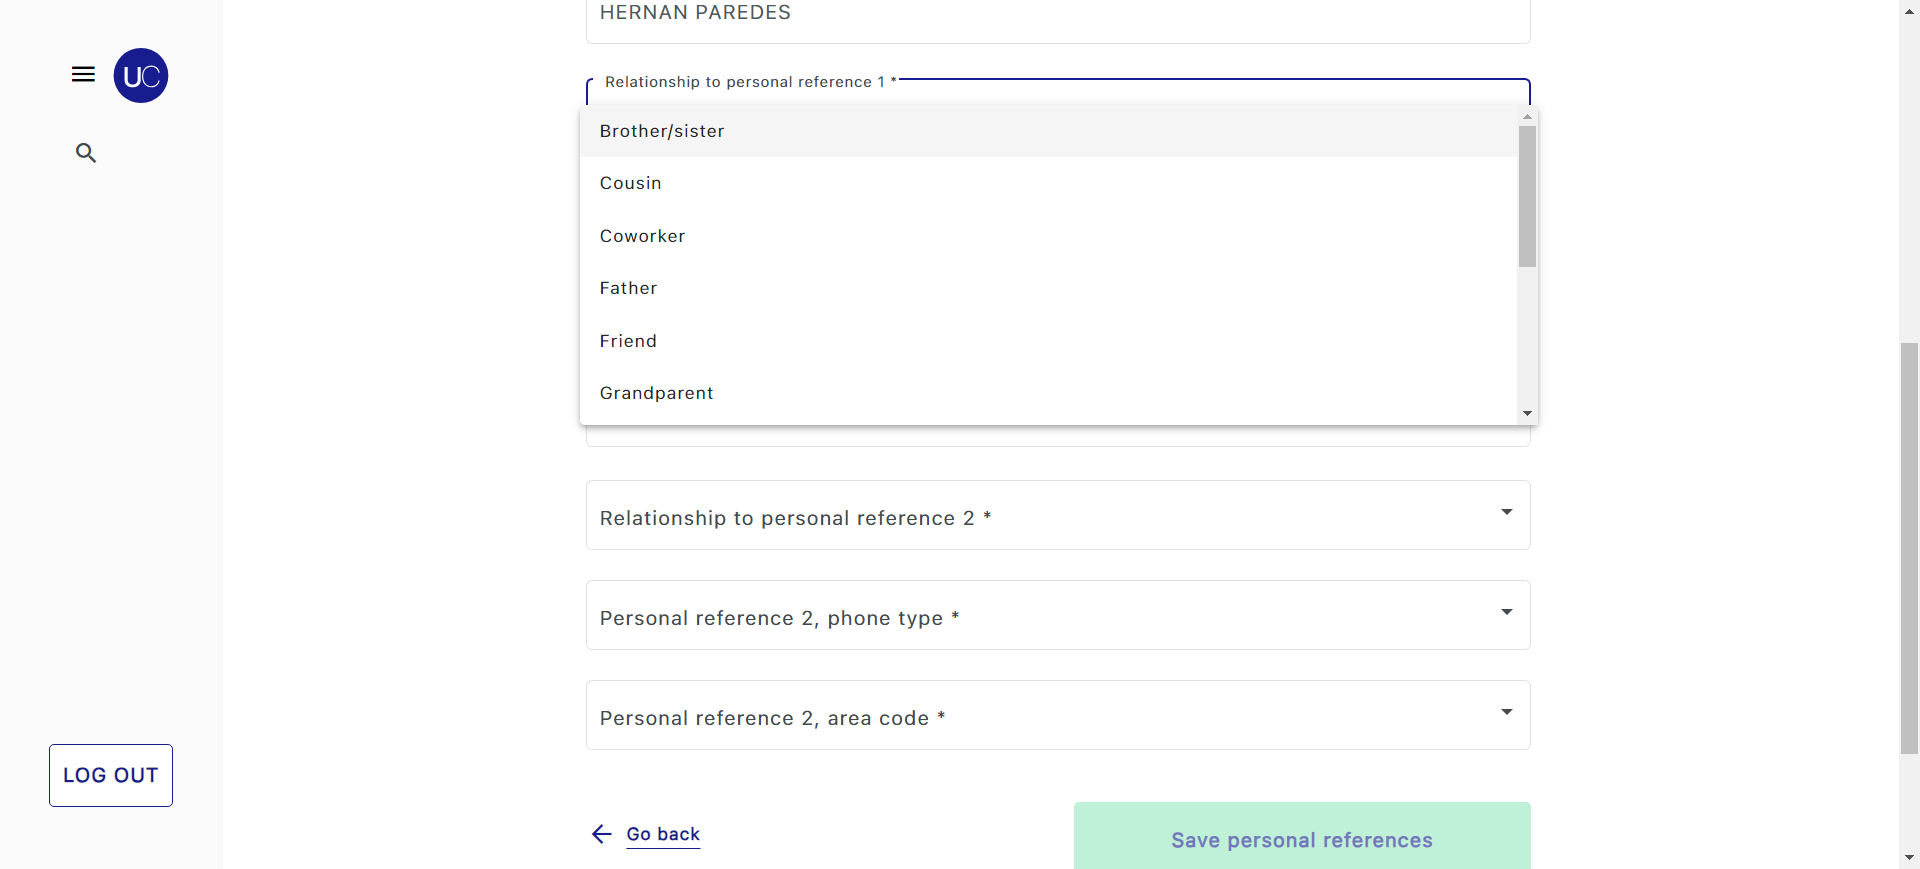 UC
LOG OUT
HERNAN PAREDES
Relationship to personal reference 1 *
Brother/sister
Cousin
Coworker
Father
Friend
Grandparent
Relationship to personal reference 2 *
Personal reference 2, phone type *
Personal reference 2, area code *
Go back
Save personal references